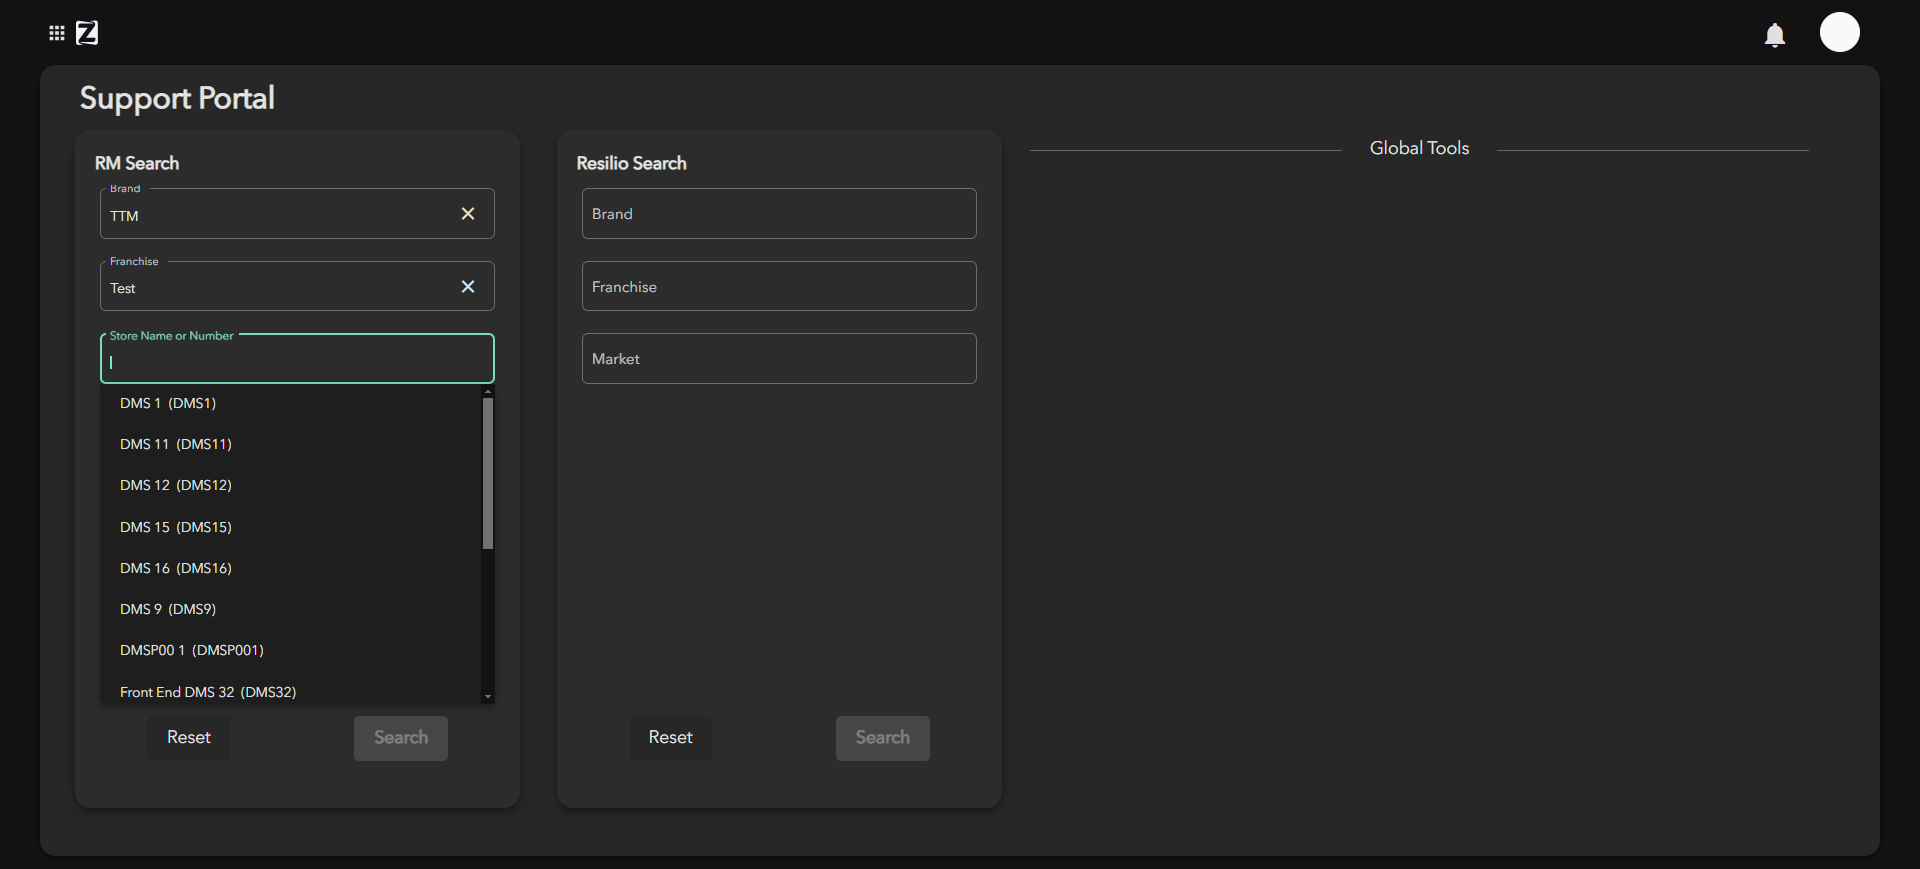 Z
Support Portal
RM Search
Brand
TTM
Franchise
Test
Store Name or Number
DMS 1 (DMS1)
DMS 11 (DMS11)
DMS 12 (DMS12)
DMS 15 (DMS15)
DMS 16 (DMS16)
DMS 9 (DMS9)
DMSP00 1 (DMSP001)
Front End DMS 32 (DMS32)
Reset
Search
Resilio Search
Brand
Franchise
Market
Reset
Search
Global Tools